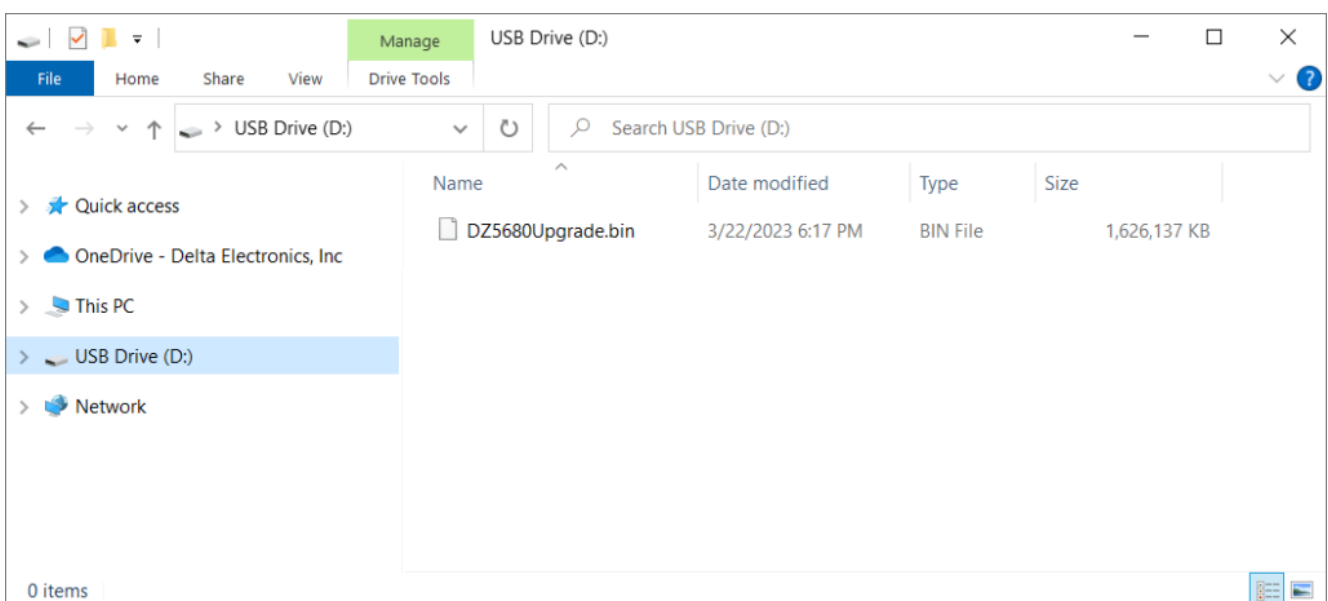 Manage USB Drive (D:)
File Home Share View Drive Tools
USB Drive (D:) Search USB Drive (D:)
Name Date modified Type Size
Quick access
DZ5680Upgrade.bin 3/22/2023 6:17 PM BIN File 1,626,137 KB
OneDrive - Delta Electronics, Inc
This PC
USB Drive (D:)
Network
0 items